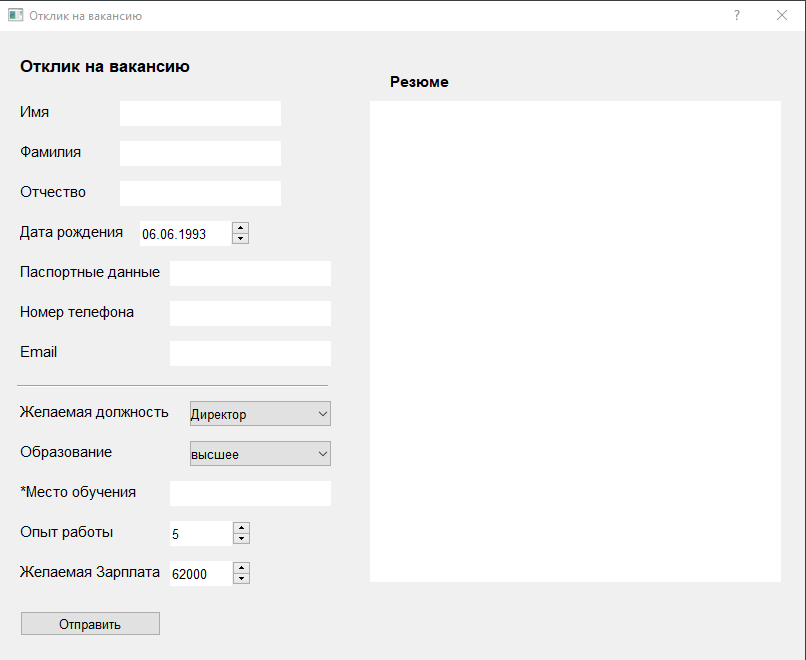 Отклик на вакансию
?
Отклик на вакансию
Резюме
Имя
Фамилия
Отчество
Дата рождения 06.06.1993
Паспортные данные
Номер телефона
Email
Желаемая должность Директор
Образование высшее
*Место обучения
Опыт работы 5
Желаемая Зарплата 62000
Отправить